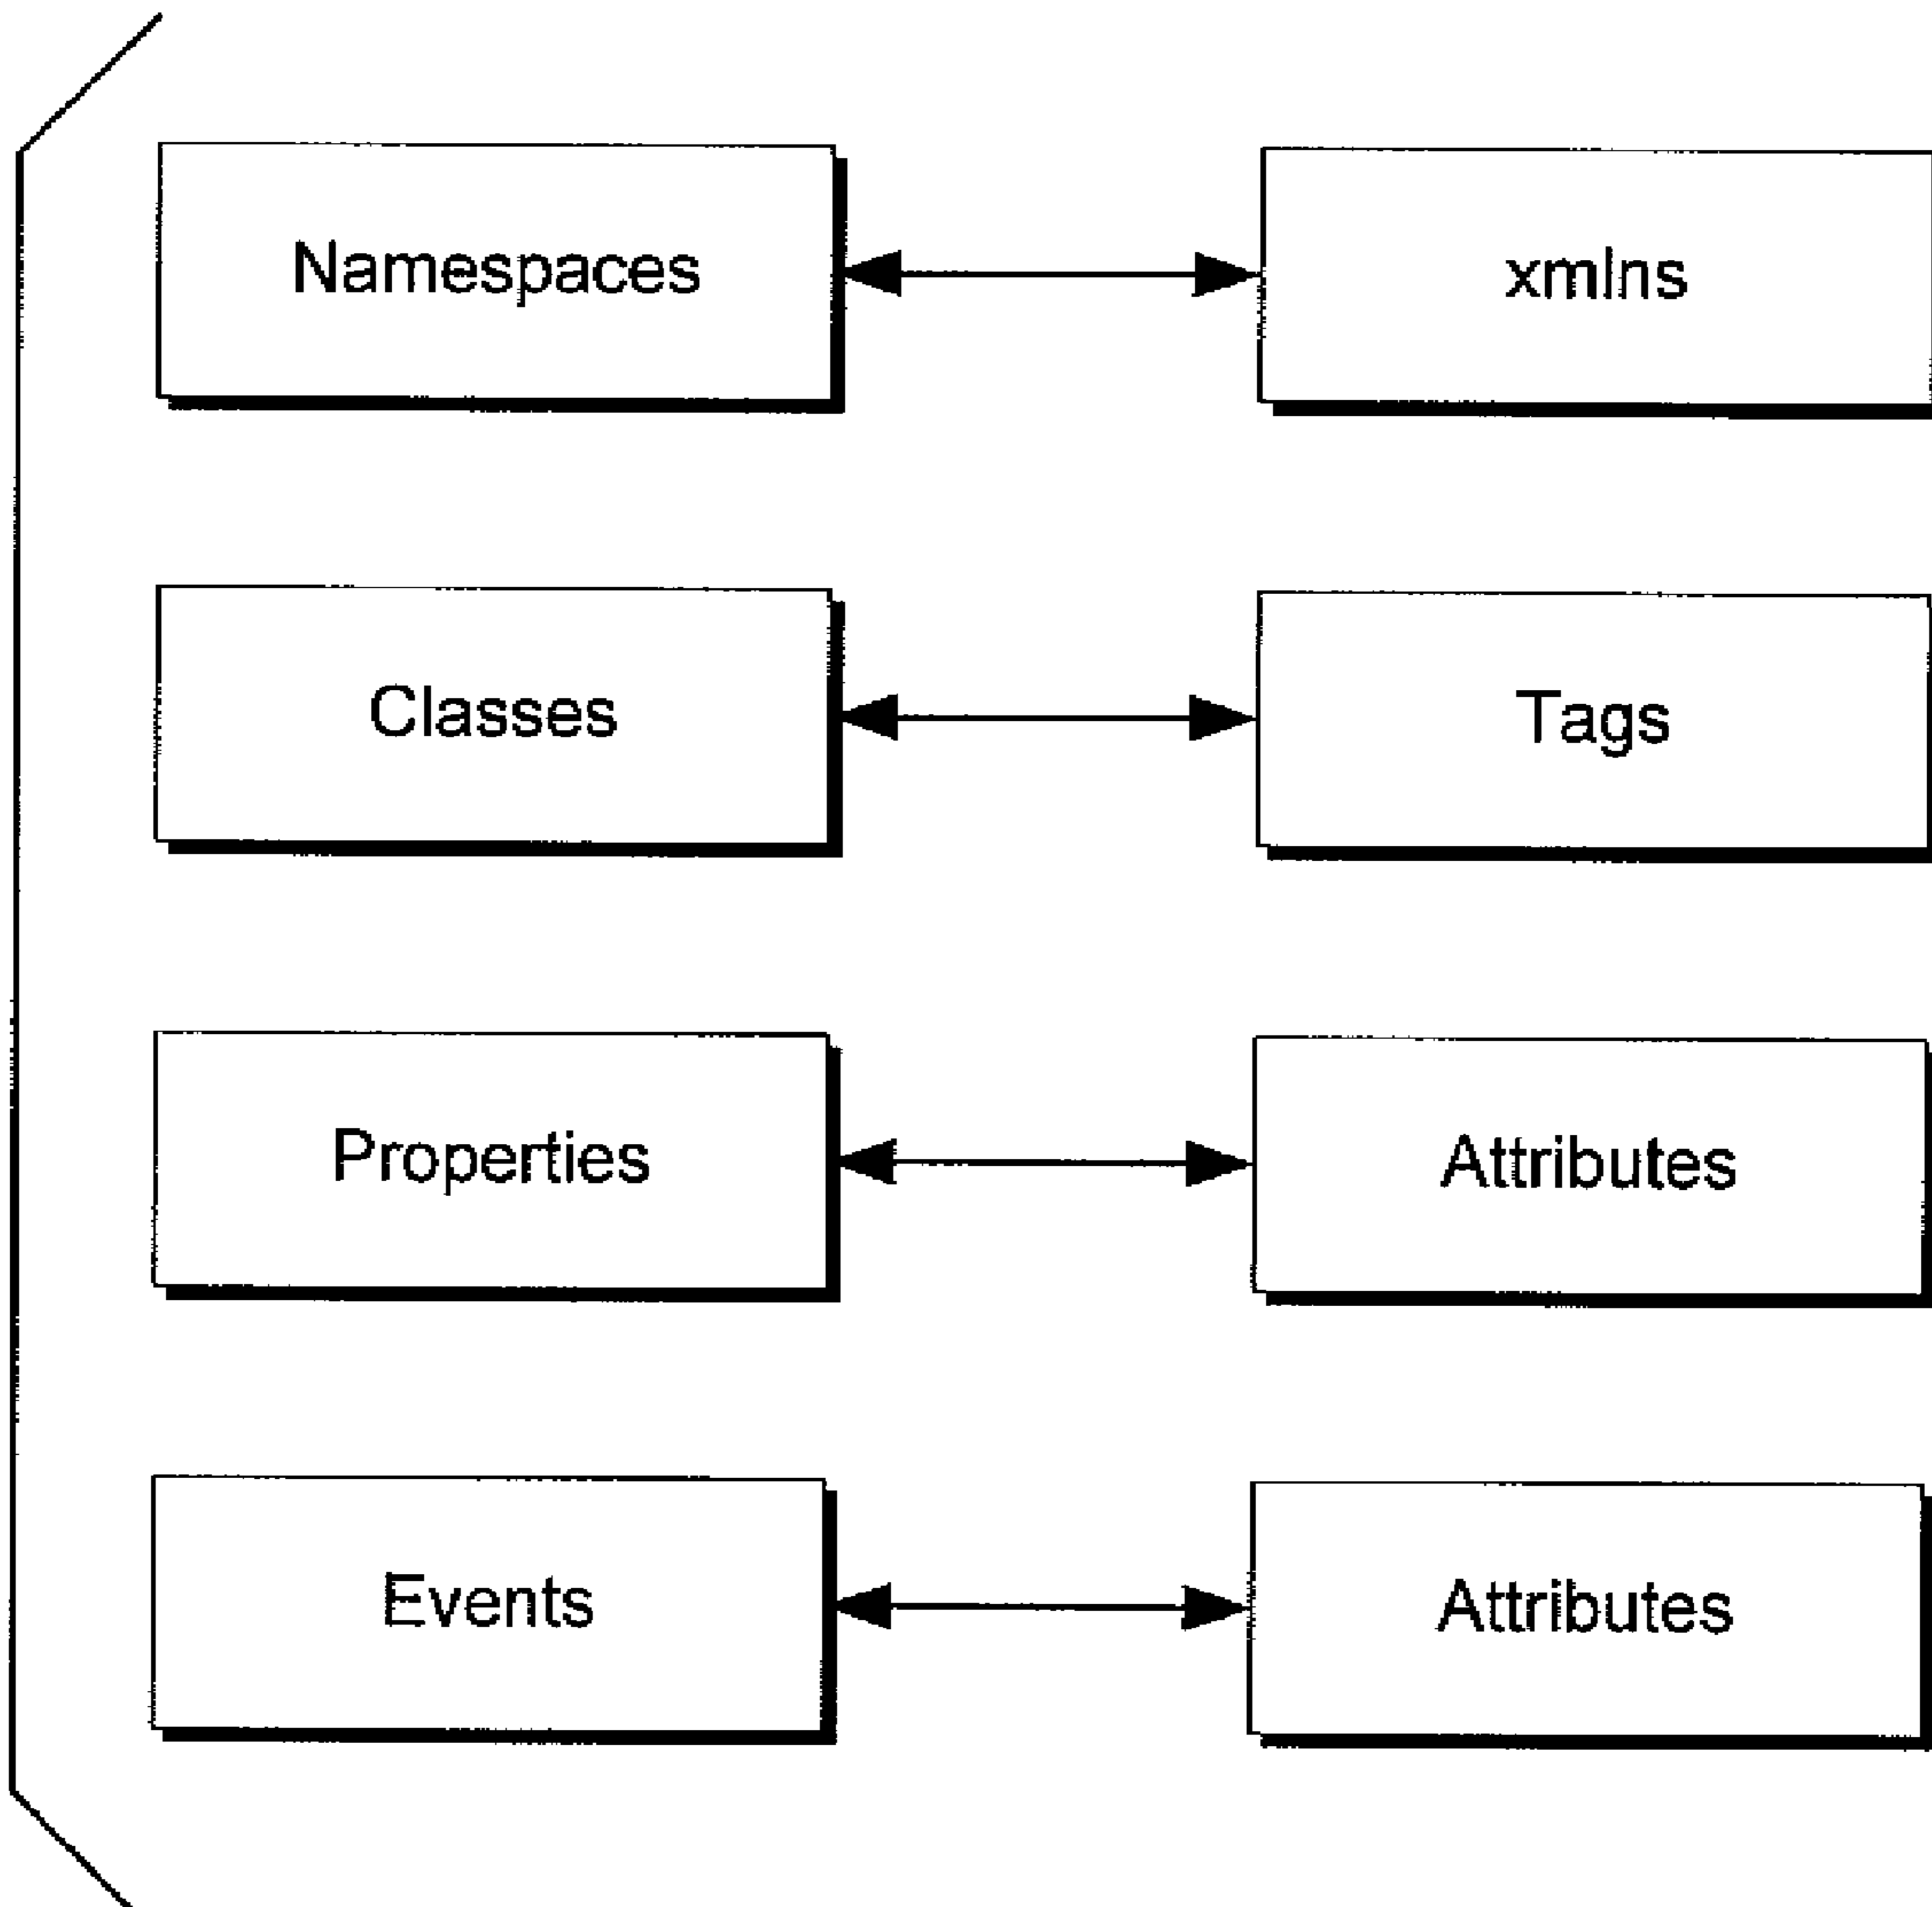 Namespaces
xmlns
Classes
Tags
Properties
Attributes
Events
Attributes